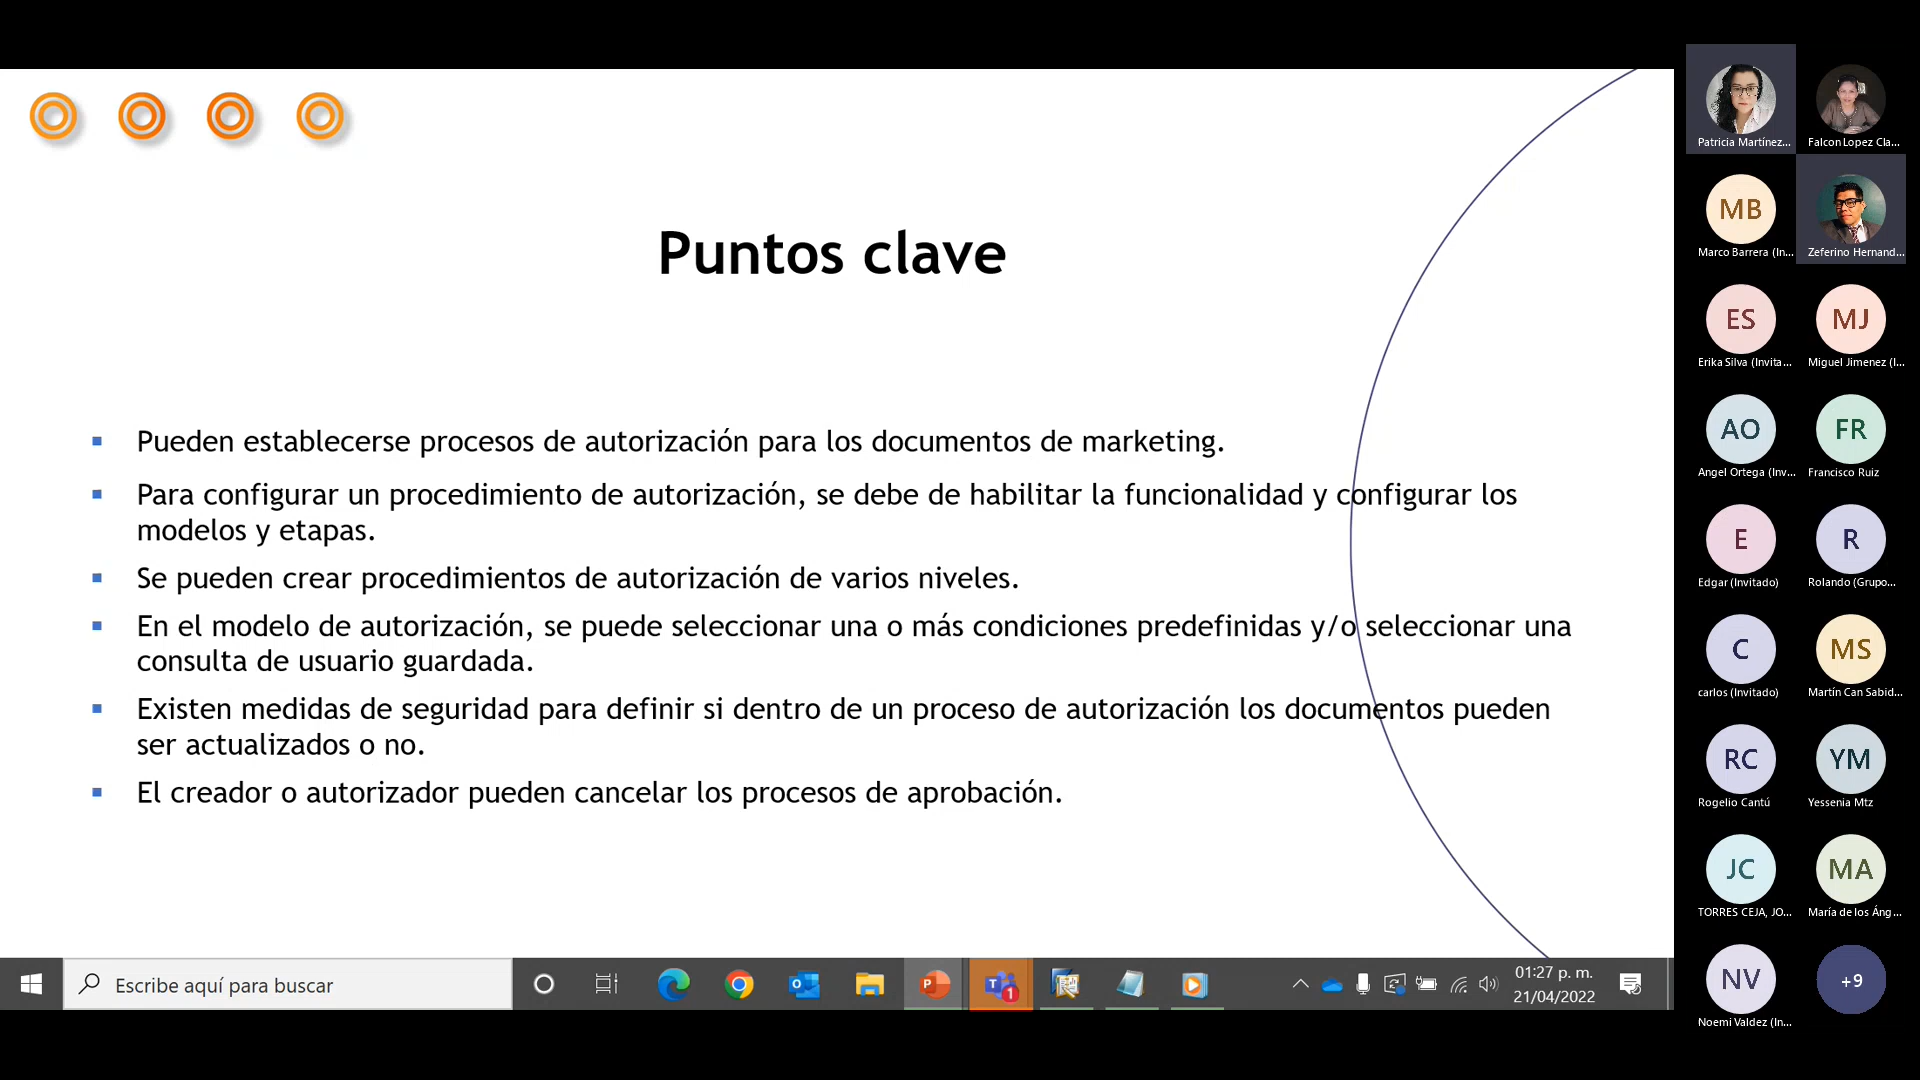 Puntos clave
Pueden establecerse procesos de autorización para los documentos de marketing.
Para configurar un procedimiento de autorización, se debe de habilitar la funcionalidad y configurar los
modelos y etapas.
Se pueden crear procedimientos de autorización de varios niveles.
En el modelo de autorización, se puede seleccionar una o más condiciones predefinidas y/o seleccionar una
consulta de usuario guardada.
Existen medidas de seguridad para definir si dentro de un proceso de autorización los documentos pueden
ser actualizados o no.
El creador o autorizador pueden cancelar los procesos de aprobación.
Escribe aquí para buscar
1
01:27 p. m.
21/04/2022
Patricia Martínez...
Falcon Lopez Cla...
MB
Marco Barrera (In...
Zeferino Hernand...
ES
Erika Silva (Invita...
MJ
Miguel Jimenez (I...
AO
Angel Ortega (Inv...
FR
Francisco Ruiz
E
Edgar (Invitado)
R
Rolando (Grupo...
C
carlos (Invitado)
MS
Martín Can Sabid...
RC
Rogelio Cantú
YM
Yessenia Mtz
JC
TORRES CEJA, JO...
MA
María de los Áng...
NV
Noemi Valdez (In...
+9